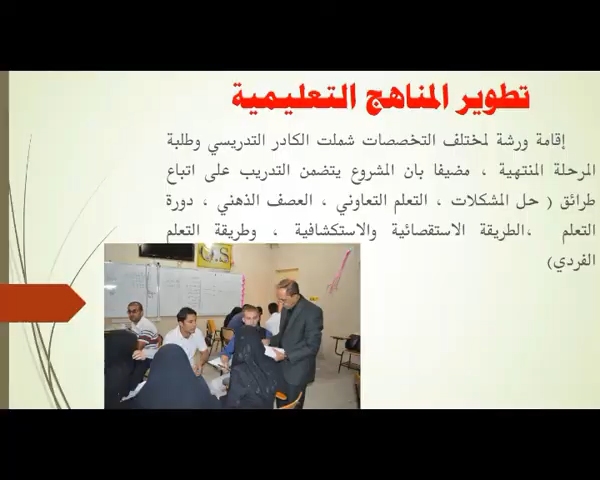 تطوير المناهج التعليمية
إقامة ورشة لمختلف التخصصات شملت الكادر التدريسي وطلبة
المرحلة المنتهية ، مضيفا بان المشروع يتضمن التدريب على اتباع
طرائق ( حل المشكلات ، التعلم التعاوني ، العصف الذهني ، دورة
التعلم ،الطريقة الاستقصائية والاستكشافية ، وطريقة التعلم
الفردي)